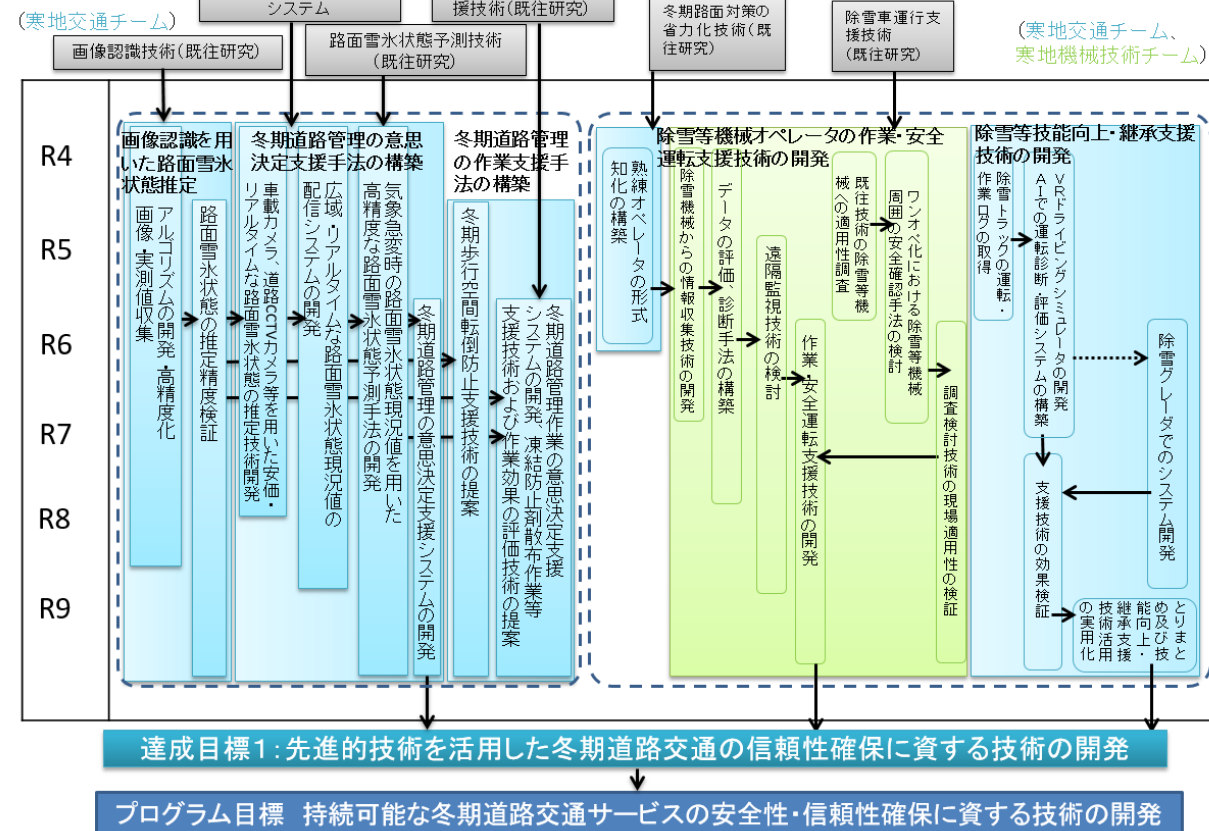 (寒地交通チーム)
システム
援技術(既往研究)
画像認識技術(既往研究)
路面雪氷状態予測技術
(既往研究)
冬期路面対策の
省力化技術(既
往研究)
除雪車運行支
援技術
(既往研究)
(寒地交通チーム、
寒地機械技術チーム)
R4
R5
R6
R7
R8
R9
画像認識を用
いた路面雪氷
状態推定
画像・実測値収集
アルゴリズムの開発・高精度化
路面雪氷状態の推定精度検証
冬期道路管理の意思
決定支援手法の構築
車載カメラ、道路CCTVカメラ等を用いた安価・
リアルタイムな路面雪氷状態の推定技術開発
広域・リアルタイムな路面雪氷状態現況値の
配信システムの開発
気象急変時の路面雪氷状態現況値を用いた
高精度な路面雪氷状態予測手法の開発
冬期道路管理の意思決定支援システムの開発
冬期道路管理
の作業支援手
法の構築
冬期歩行空間転倒防止支援技術の提案
冬期道路管理作業の意思決定支援
システムの開発、凍結防止剤散布作業等
支援技術および作業効果の評価技術の提案
除雪等機械オペレータの作業・安全
運転支援技術の開発
熟練オペレータの形式
知化の構築
除雪機械からの情報収集技術の開発
データの評価、診断手法の構築
遠隔監視技術の検討
作業・安全運転支援技術の開発
既往技術の除雪等機
械への適用性調査
ワンオペ化における除雪等機械
周囲の安全確認手法の検討
調査検討技術の現場適用性の検証
除雪等技能向上・継承支援
技術の開発
除雪トラックの運転・
作業ログの取得
VRドライビングシミュレータの開発
AIでの運転診断・評価システムの構築
除雪グレーダでのシステム開発
支援技術の効果検証
とりまと
め及び技
能向上・
継承支援
技術活用
の実用化
達成目標1:先進的技術を活用した冬期道路交通の信頼性確保に資する技術の開発
プログラム目標 持続可能な冬期道路交通サービスの安全性・信頼性確保に資する技術の開発